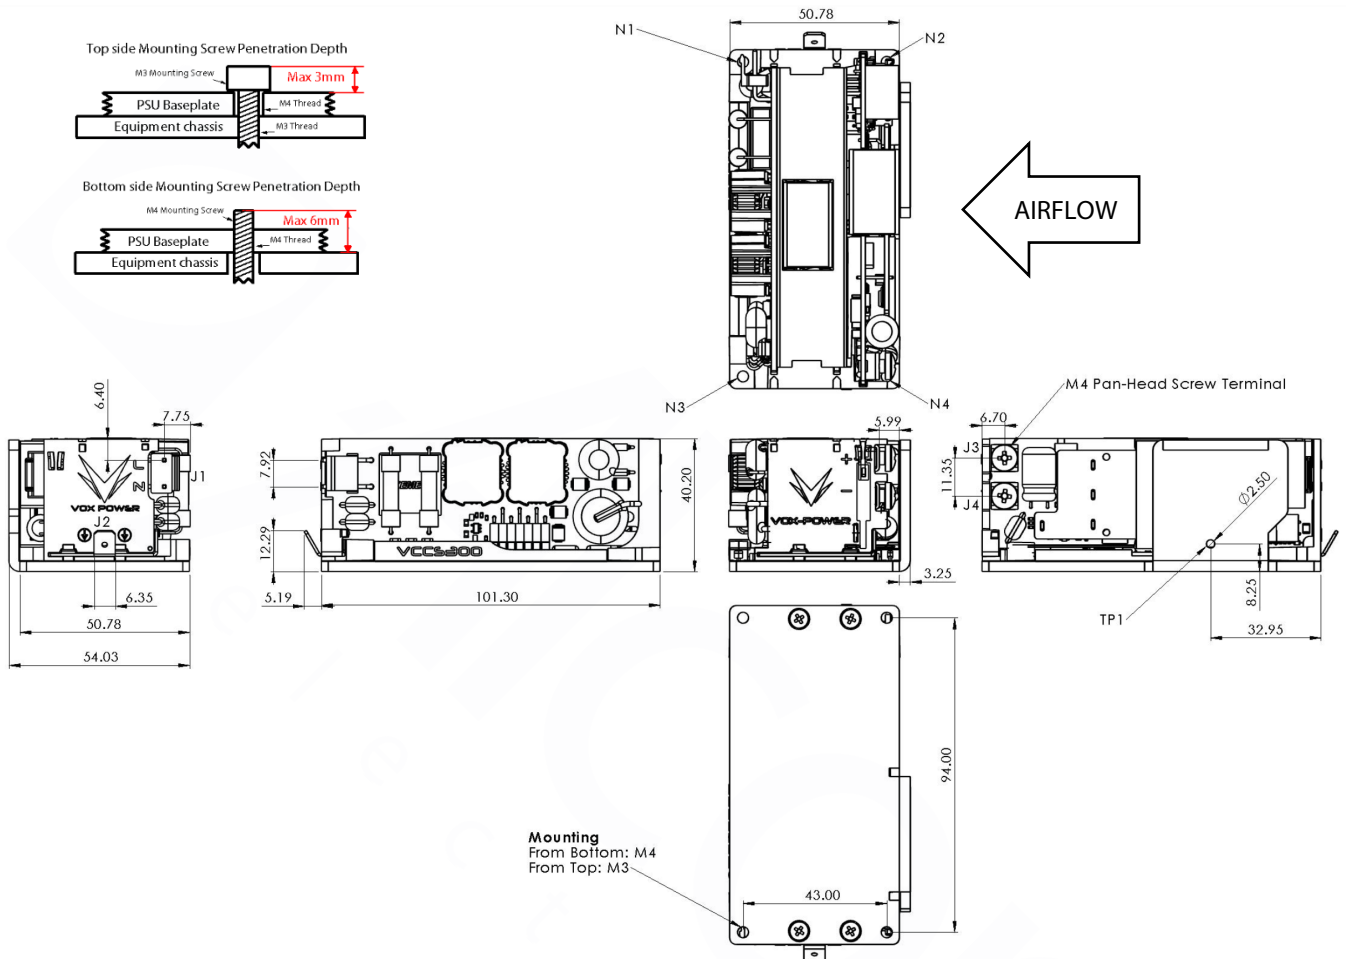 Top side Mounting Screw Penetration Depth
M3 Mounting Screw
Max 3mm
PSU Baseplate
M4 Thread
Equipment chassis
M3 Thread
Bottom side Mounting Screw Penetration Depth
M4 Mounting Screw
Max 6mm
PSU Baseplate
M4 Thread
Equipment chassis
50.78
N1
N2
AIRFLOW
N3
N4
M4 Pan-Head Screw Terminal
6.40
7.75
L
N
J1
VOX POWER
J2
6.35
50.78
54.03
7.92
12.29
5.19
VCCS300
101.30
40.20
5.99
+
−
VOX-POWER
3.25
6.70
J3
11.35
J4
Ø2.50
TP1
8.25
32.95
94.00
43.00
Mounting
From Bottom: M4
From Top: M3